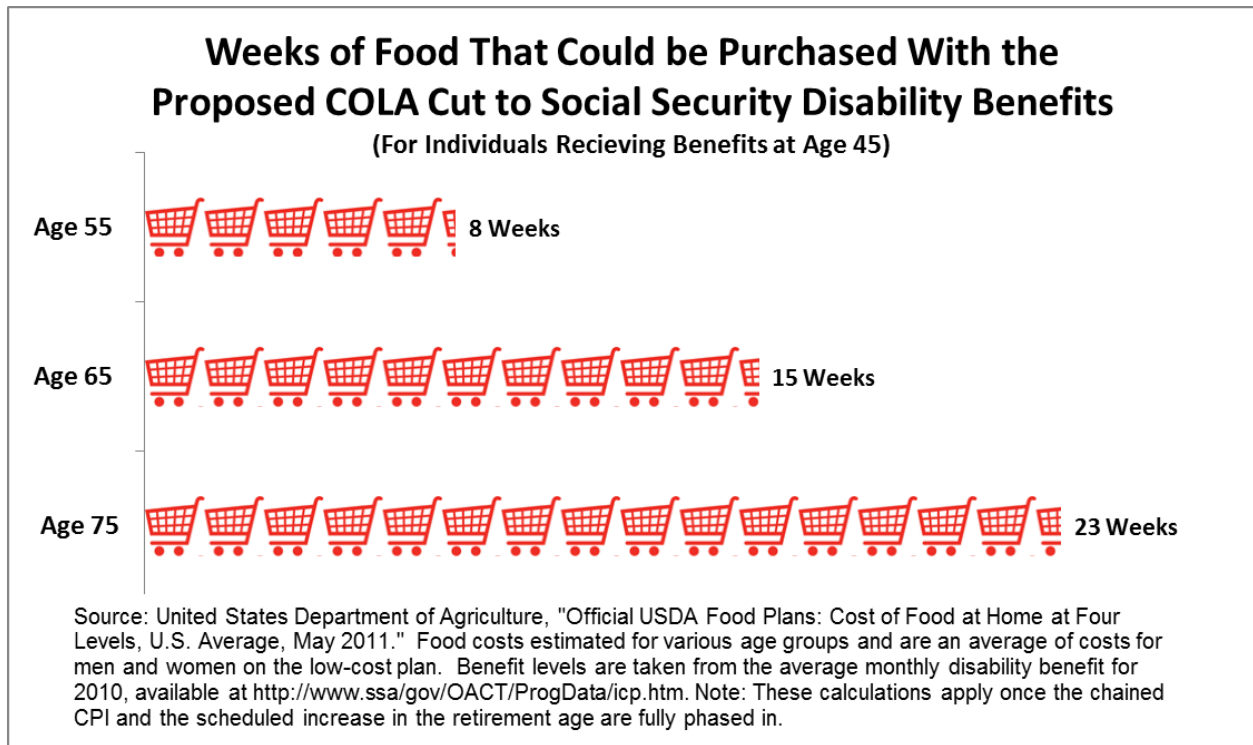 Weeks of Food That Could be Purchased With the
Proposed COLA Cut to Social Security Disability Benefits
(For Individuals Recieving Benefits at Age 45)
Age 55
8 Weeks
Age 65
15 Weeks
Age 75
23 Weeks
Source: United States Department of Agriculture, "Official USDA Food Plans: Cost of Food at Home at Four
Levels, U.S. Average, May 2011."  Food costs estimated for various age groups and are an average of costs for
men and women on the low-cost plan.  Benefit levels are taken from the average monthly disability benefit for
2010, available at http://www.ssa/gov/OACT/ProgData/icp.htm. Note: These calculations apply once the chained
CPI and the scheduled increase in the retirement age are fully phased in.